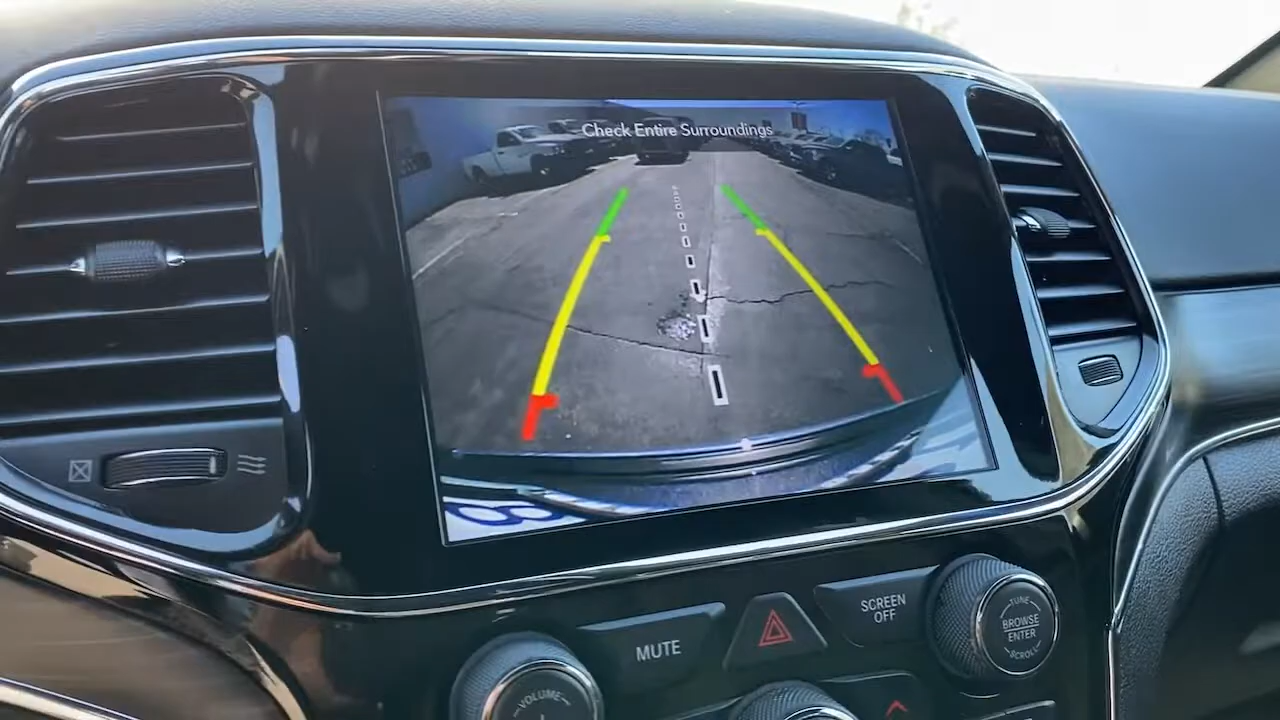 Check Entire Surroundings
MUTE
SCREEN
OFF
TUNE
BROWSE
ENTER
SCROLL
VOLUME